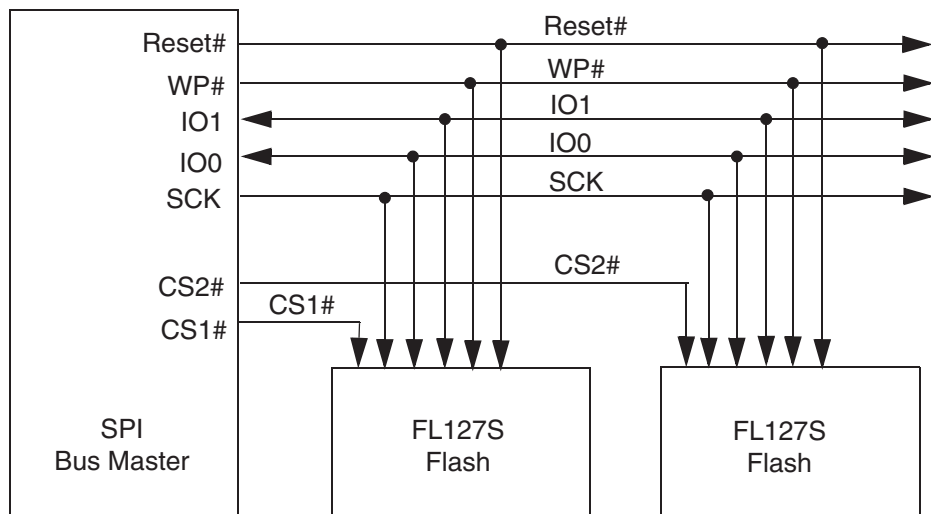 Reset#
Reset#
WP#
WP#
IO1
IO1
IO0
IO0
SCK
SCK
CS2#
CS2#
CS1#
CS1#
SPI
Bus Master
FL127S
Flash
FL127S
Flash